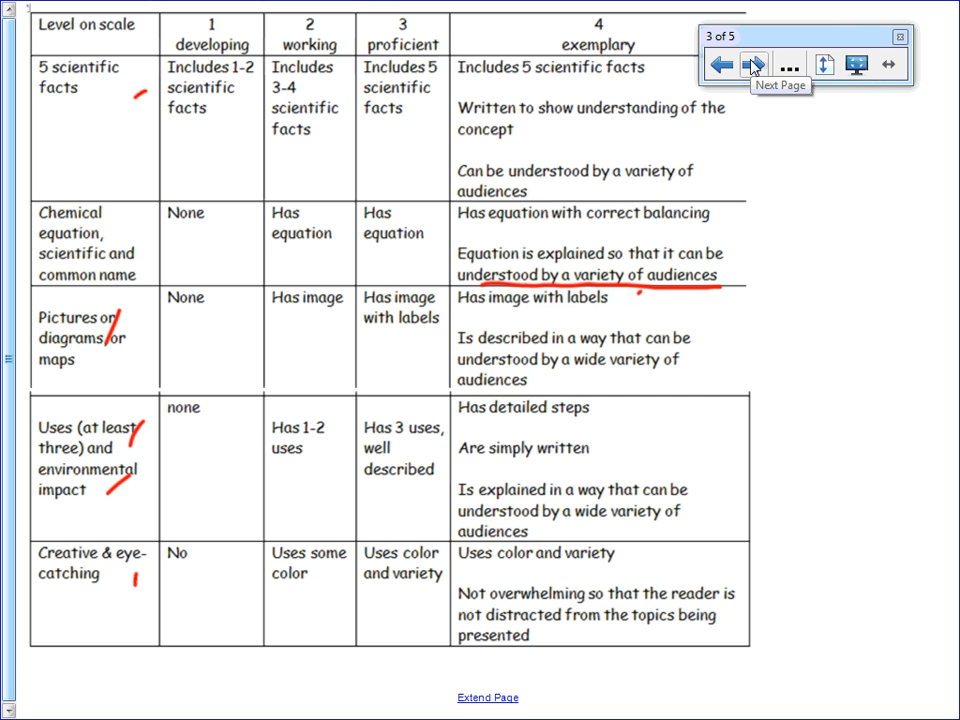 Level on scale
1
developing
2
working
3
proficient
4
exemplary
5 scientific
facts
Includes 1-2
scientific
facts
Includes
3-4
scientific
facts
Includes 5
scientific
facts
Includes 5 scientific facts
Written to show understanding of the
concept
Can be understood by a variety of
audiences
Chemical
equation,
scientific and
common name
None
Has
equation
Has
equation
Has equation with correct balancing
Equation is explained so that it can be
understood by a variety of audiences
Pictures or
diagrams or
maps
None
Has image
Has image
with labels
Has image with labels
Is described in a way that can be
understood by a wide variety of
audiences
Uses (at least
three) and
environmental
impact
none
Has 1-2
uses
Has 3 uses,
well
described
Has detailed steps
Are simply written
Is explained in a way that can be
understood by a wide variety of
audiences
Creative & eye-
catching
No
Uses some
color
Uses color
and variety
Uses color and variety
Not overwhelming so that the reader is
not distracted from the topics being
presented
3 of 5
Next Page
Extend Page